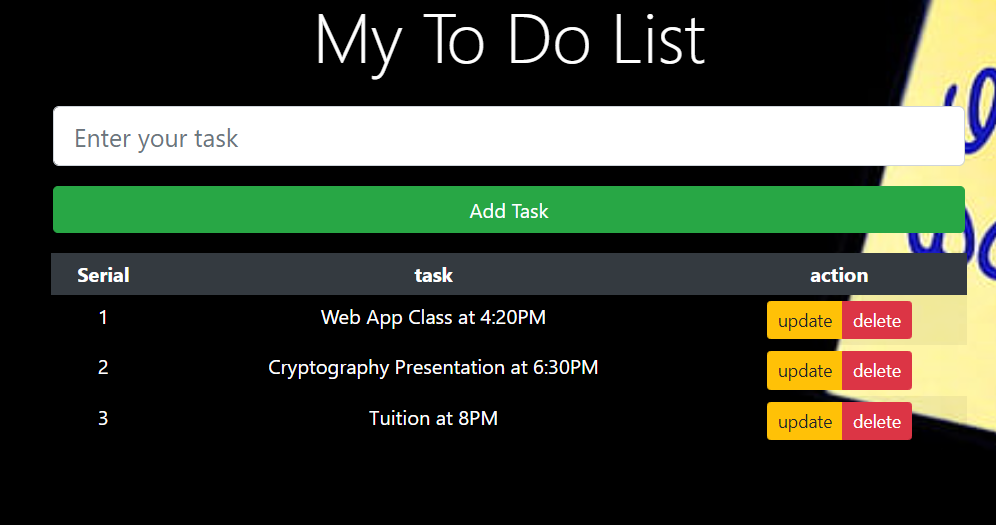 My To Do List
Enter your task
Add Task
Serial task action
1 Web App Class at 4:20PM update delete
2 Cryptography Presentation at 6:30PM update delete
3 Tuition at 8PM update delete